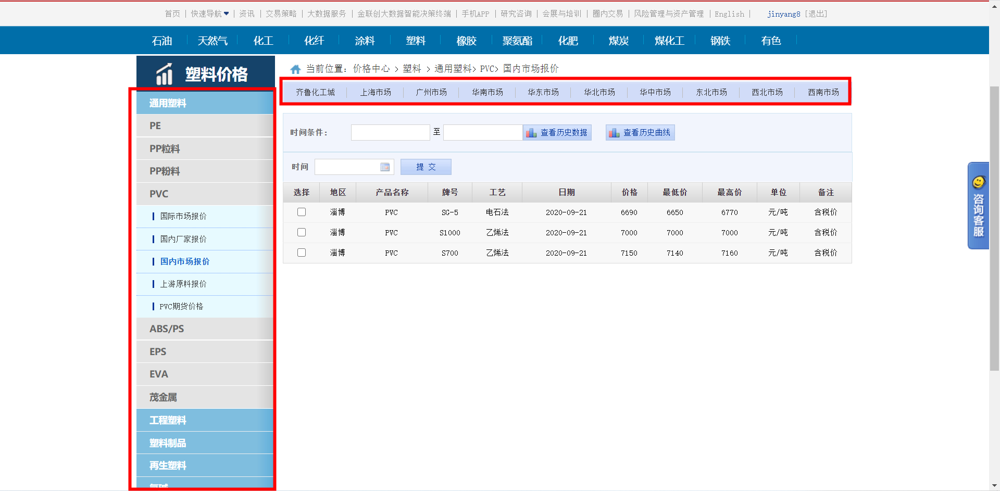 首页 | 快速导航 | 资讯 | 交易策略 | 大数据服务 | 金联创大数据智能决策终端 | 手机APP | 研究咨询 | 会展与培训 | 圈内交易 | 风险管理与资产管理 | English | jinyang8 [退出]
石油 天然气 化工 化纤 涂料 塑料 橡胶 聚氨酯 化肥 煤炭 煤化工 钢铁 有色
塑料价格
通用塑料
PE
PP粒料
PP粉料
PVC
国际市场报价
国内厂家报价
国内市场报价
上游原料报价
PVC期货价格
ABS/PS
EPS
EVA
茂金属
工程塑料
塑料制品
再生塑料
当前位置：价格中心 > 塑料 > 通用塑料> PVC> 国内市场报价
齐鲁化工城 上海市场 广州市场 华南市场 华东市场 华北市场 华中市场 东北市场 西北市场 西南市场
时间条件： 至 查看历史数据 查看历史曲线
时间 提 交
选择 地区 产品名称 牌号 工艺 日期 价格 最低价 最高价 单位 备注
淄博 PVC SG-5 电石法 2020-09-21 6690 6650 6770 元/吨 含税价
淄博 PVC S1000 乙烯法 2020-09-21 7000 7000 7000 元/吨 含税价
淄博 PVC S700 乙烯法 2020-09-21 7150 7140 7160 元/吨 含税价
咨询客服